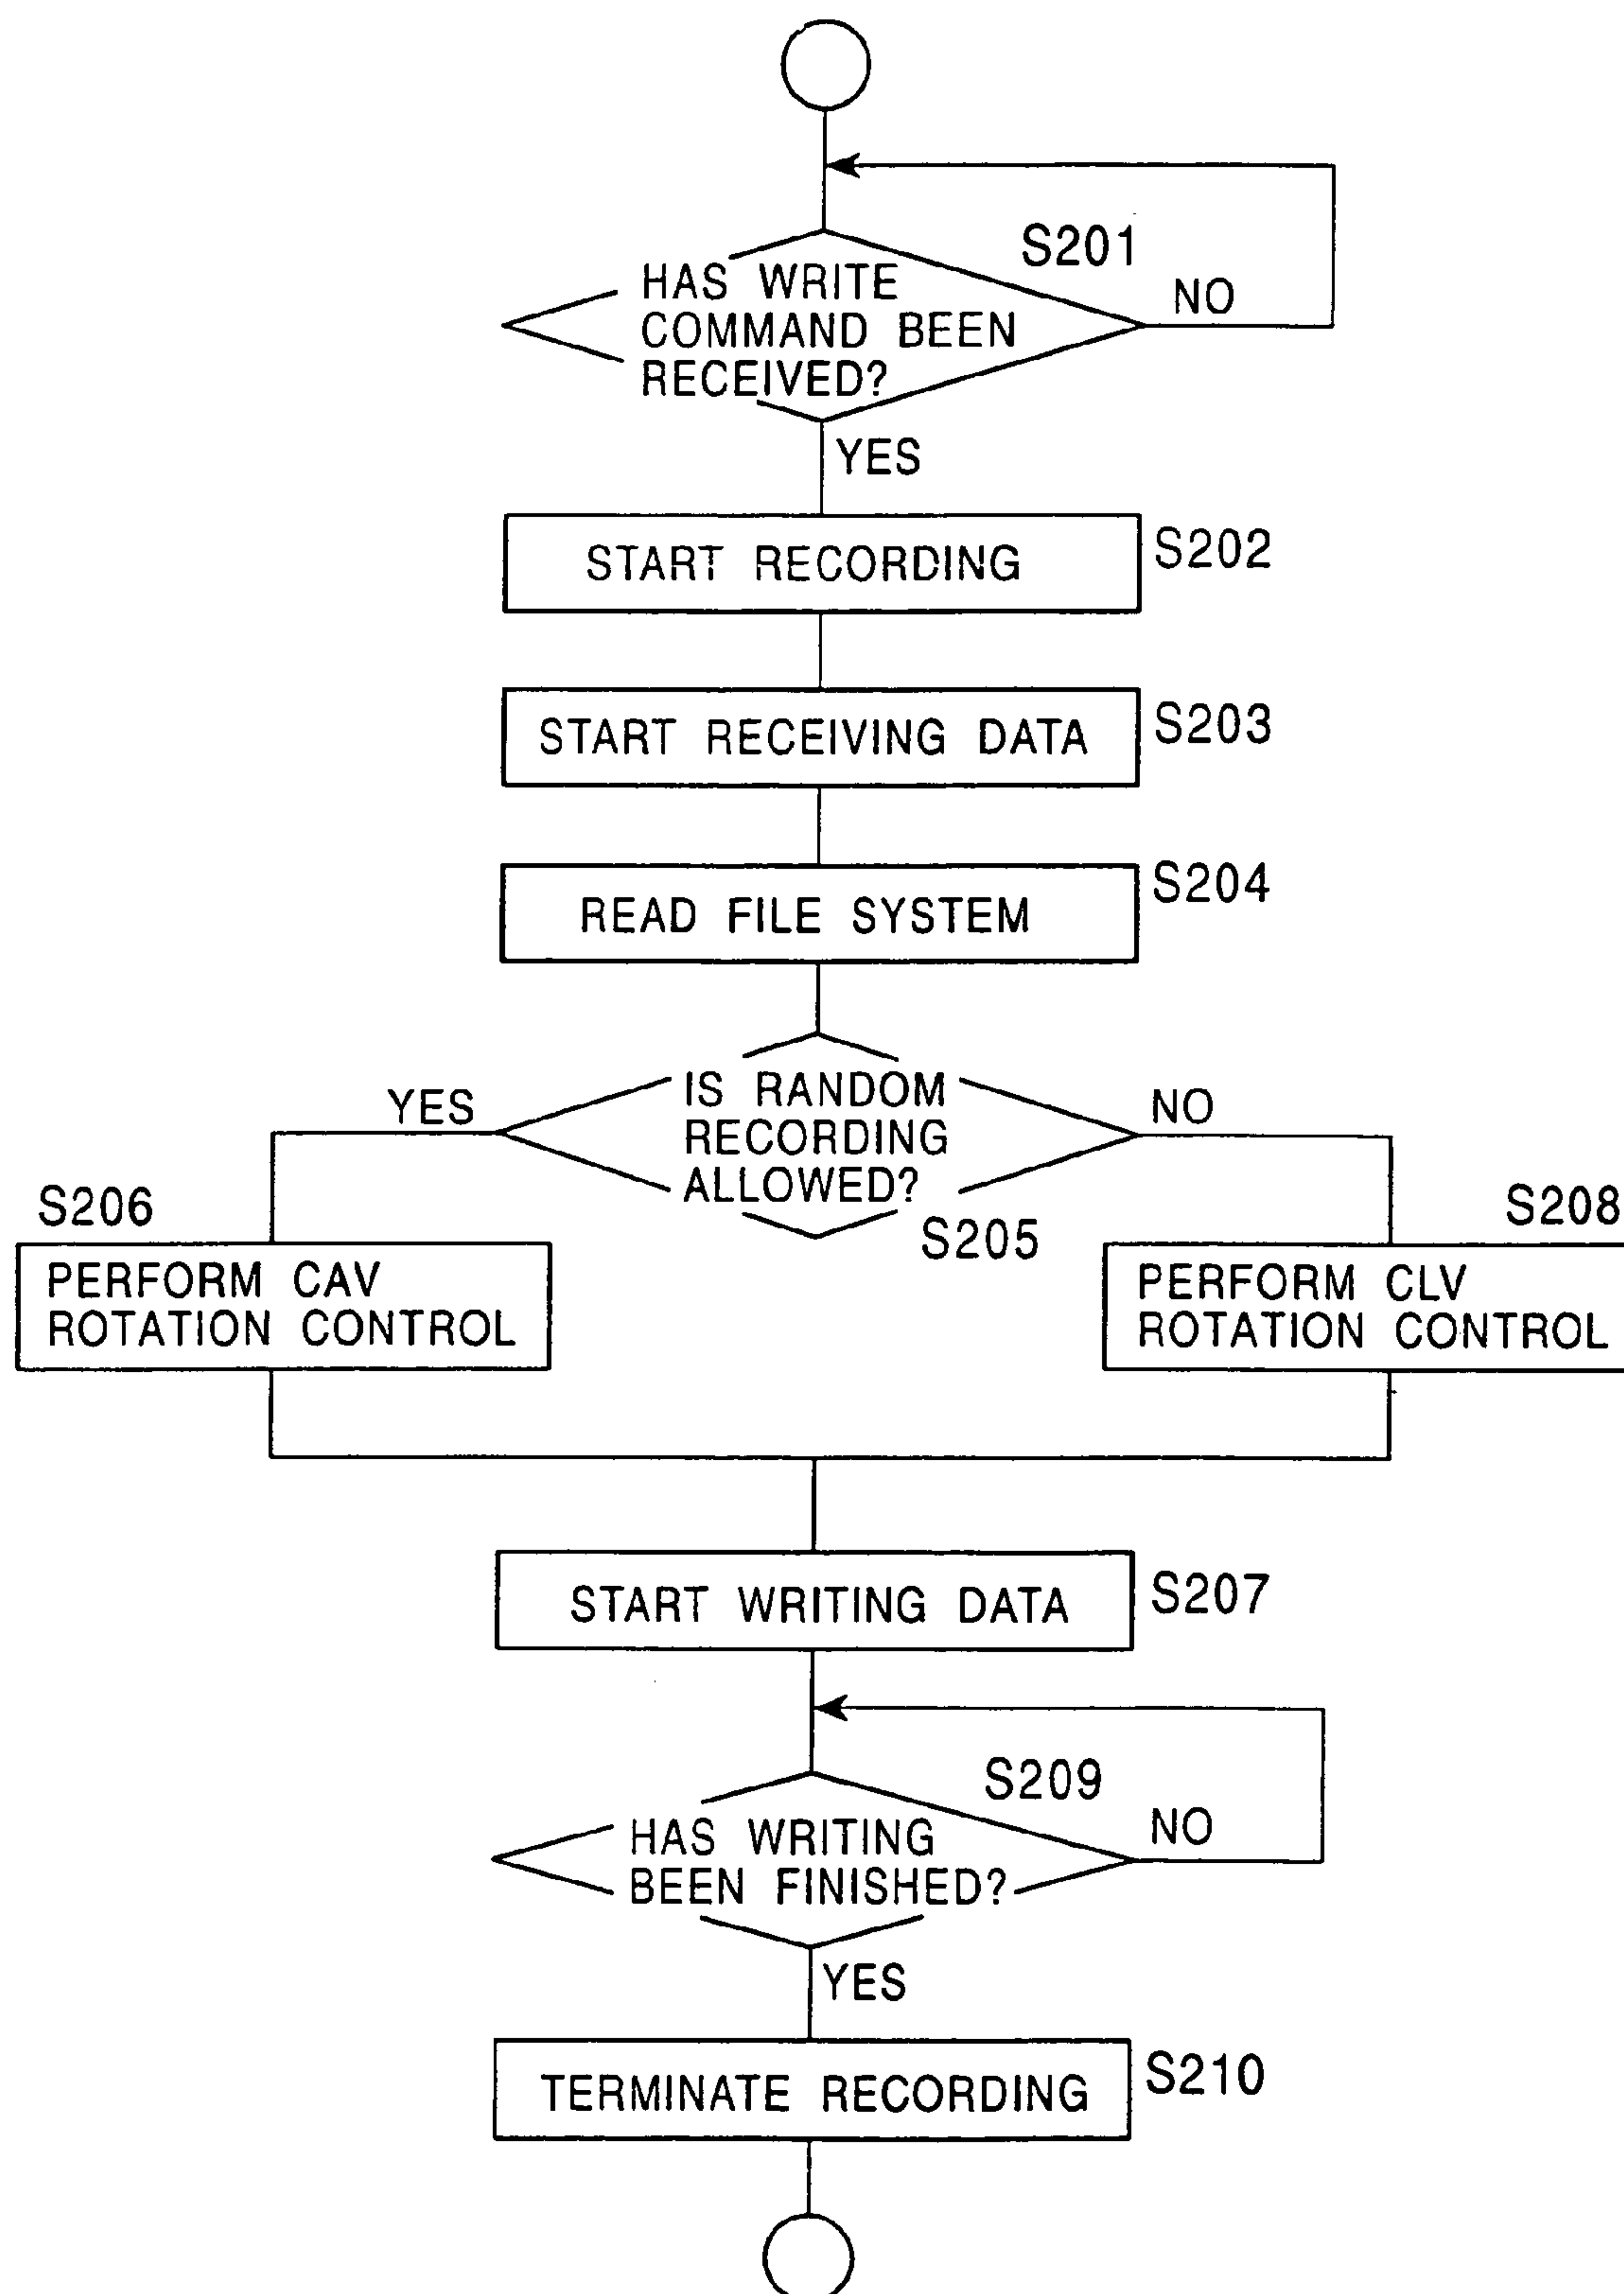 S201
HAS WRITE
COMMAND BEEN
RECEIVED?
NO
YES
START RECORDING
S202
START RECEIVING DATA
S203
READ FILE SYSTEM
S204
YES
IS RANDOM
RECORDING
ALLOWED?
NO
S205
S206
PERFORM CAV
ROTATION CONTROL
S208
PERFORM CLV
ROTATION CONTROL
START WRITING DATA
S207
S209
HAS WRITING
BEEN FINISHED?
NO
YES
TERMINATE RECORDING
S210